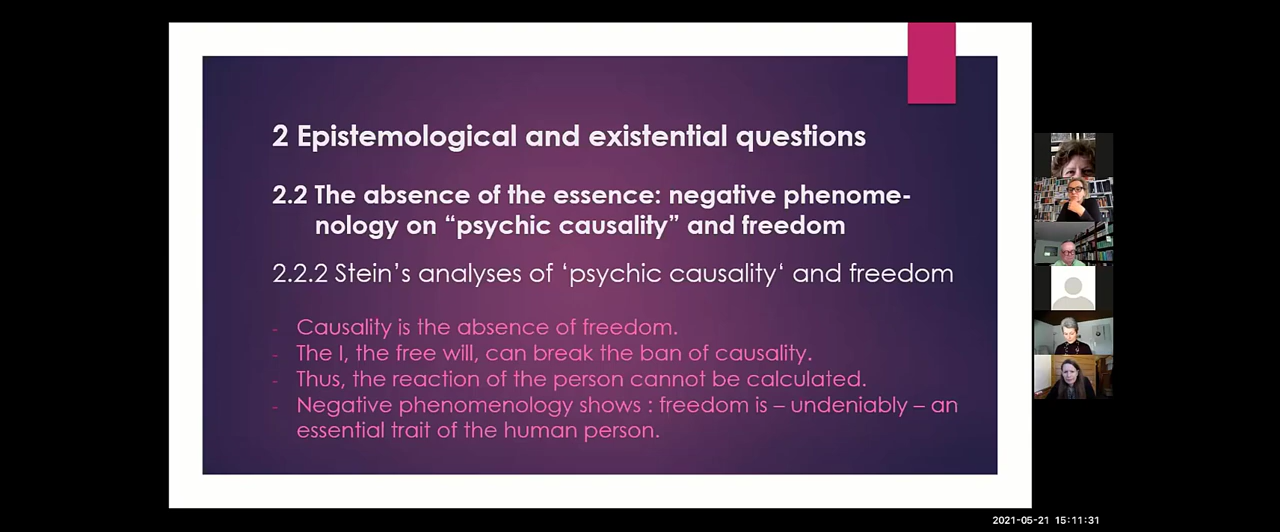 2 Epistemological and existential questions
2.2 The absence of the essence: negative phenome-
nology on “psychic causality” and freedom
2.2.2 Stein’s analyses of ‘psychic causality‘ and freedom
- Causality is the absence of freedom.
- The I, the free will, can break the ban of causality.
- Thus, the reaction of the person cannot be calculated.
- Negative phenomenology shows : freedom is – undeniably – an
essential trait of the human person.
2021-05-21 15:11:31